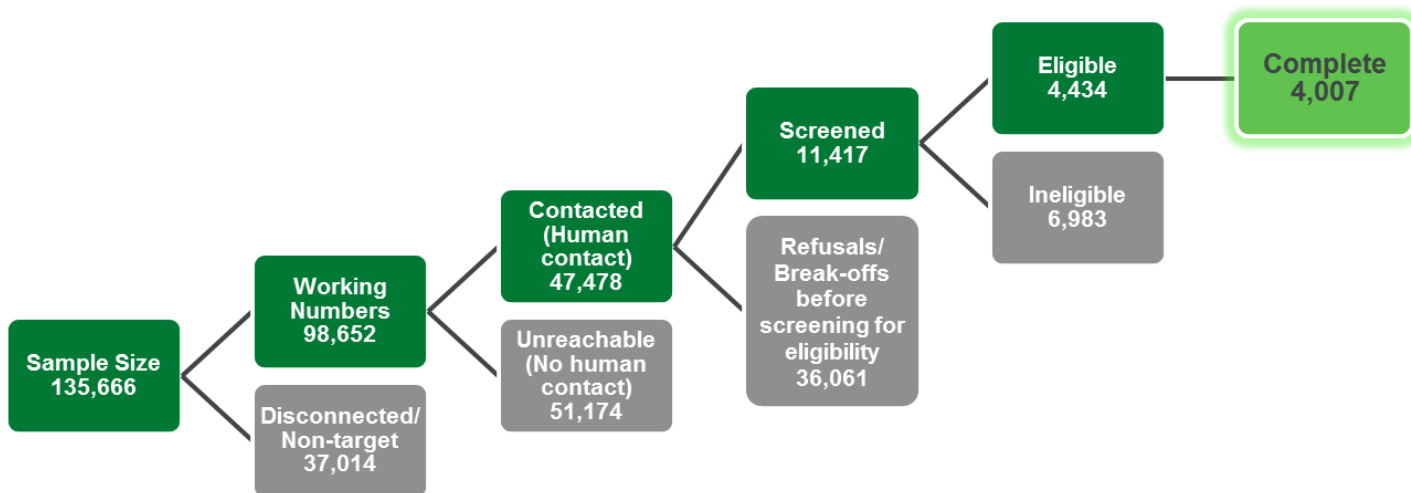 Sample Size
135,666
Working
Numbers
98,652
Disconnected/
Non-target
37,014
Contacted
(Human
contact)
47,478
Unreachable
(No human
contact)
51,174
Screened
11,417
Refusals/
Break-offs
before
screening for
eligibility
36,061
Eligible
4,434
Ineligible
6,983
Complete
4,007